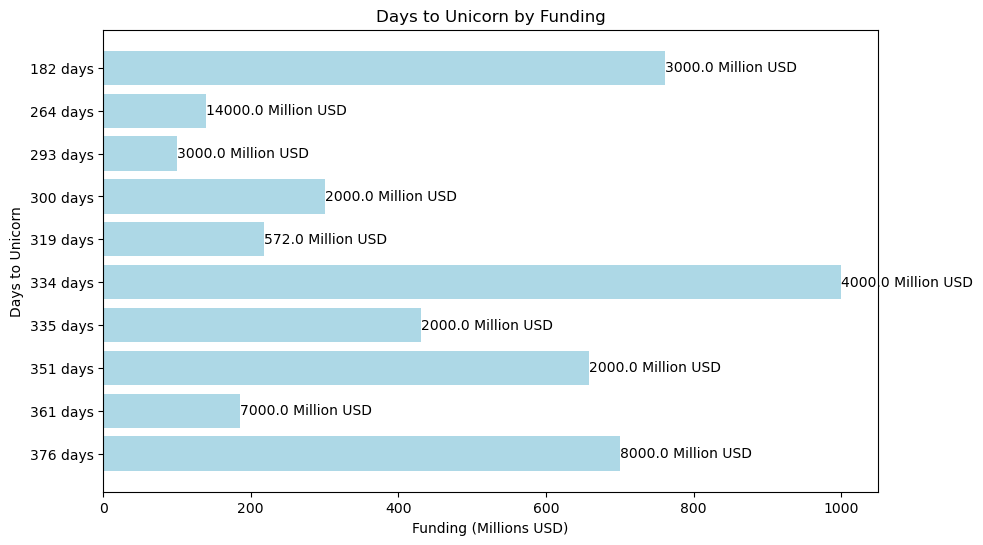 Days to Unicorn by Funding
Days to Unicorn
182 days 3000.0 Million USD
264 days 14000.0 Million USD
293 days 3000.0 Million USD
300 days 2000.0 Million USD
319 days 572.0 Million USD
334 days 4000.0 Million USD
335 days 2000.0 Million USD
351 days 2000.0 Million USD
361 days 7000.0 Million USD
376 days 8000.0 Million USD
0 200 400 600 800 1000
Funding (Millions USD)